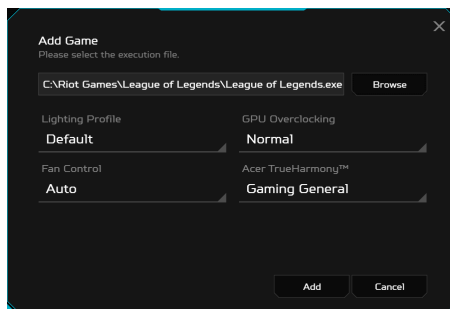 Add Game
Please select the execution file.
C:\Riot Games\League of Legends\League of Legends.exe Browse
Lighting Profile GPU Overclocking
Default Normal
Fan Control Acer TrueHarmony™
Auto Gaming General
Add Cancel